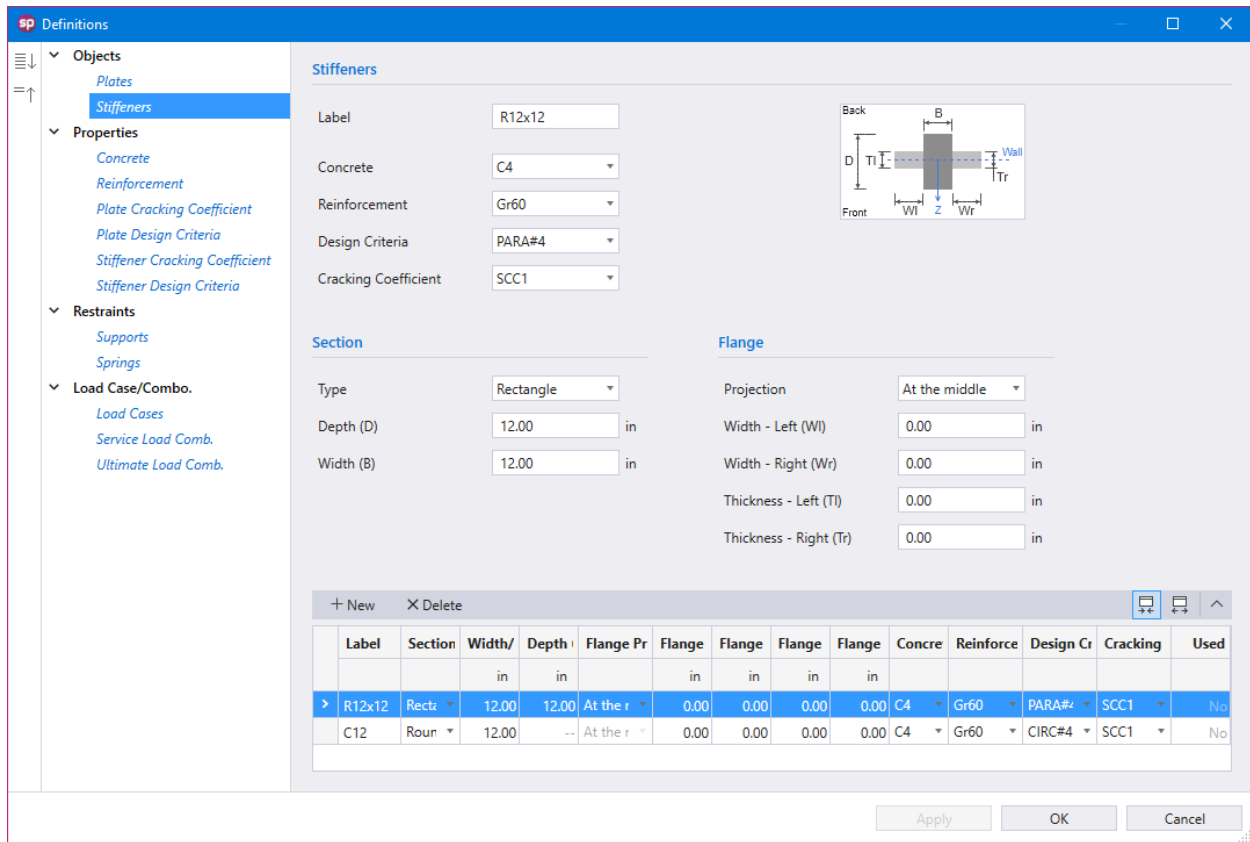 sp Definitions
Objects
Plates
Stiffeners
Properties
Concrete
Reinforcement
Plate Cracking Coefficient
Plate Design Criteria
Stiffener Cracking Coefficient
Stiffener Design Criteria
Restraints
Supports
Springs
Load Case/Combo.
Load Cases
Service Load Comb.
Ultimate Load Comb.
Stiffeners
Label R12x12
Concrete C4
Reinforcement Gr60
Design Criteria PARA#4
Cracking Coefficient SCC1
Back B
D Tl Wall
Tr
Front Wl Z Wr
Section
Type Rectangle
Depth (D) 12.00 in
Width (B) 12.00 in
Flange
Projection At the middle
Width - Left (Wl) 0.00 in
Width - Right (Wr) 0.00 in
Thickness - Left (Tl) 0.00 in
Thickness - Right (Tr) 0.00 in
+ New × Delete
Label Section Width/ Depth ( Flange Pr Flange Flange Flange Flange Concre Reinforce Design Cr Cracking Used
in in in in in in
R12x12 Recta 12.00 12.00 At the r 0.00 0.00 0.00 0.00 C4 Gr60 PARA#4 SCC1 No
C12 Roun 12.00 -- At the r 0.00 0.00 0.00 0.00 C4 Gr60 CIRC#4 SCC1 No
Apply OK Cancel